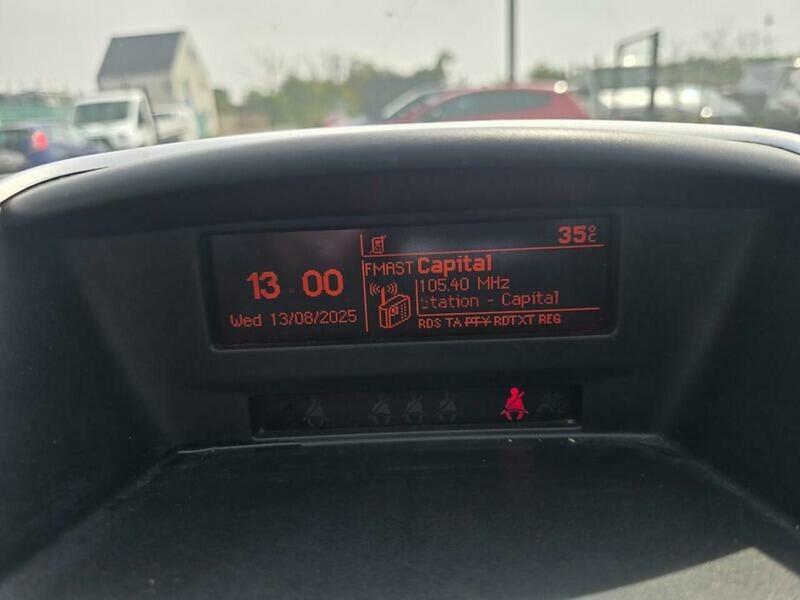 35°C
13:00
FMAST Capital
105.40 MHz
Station - Capital
Wed 13/08/2025
RDS TA PTY RDTXT REG